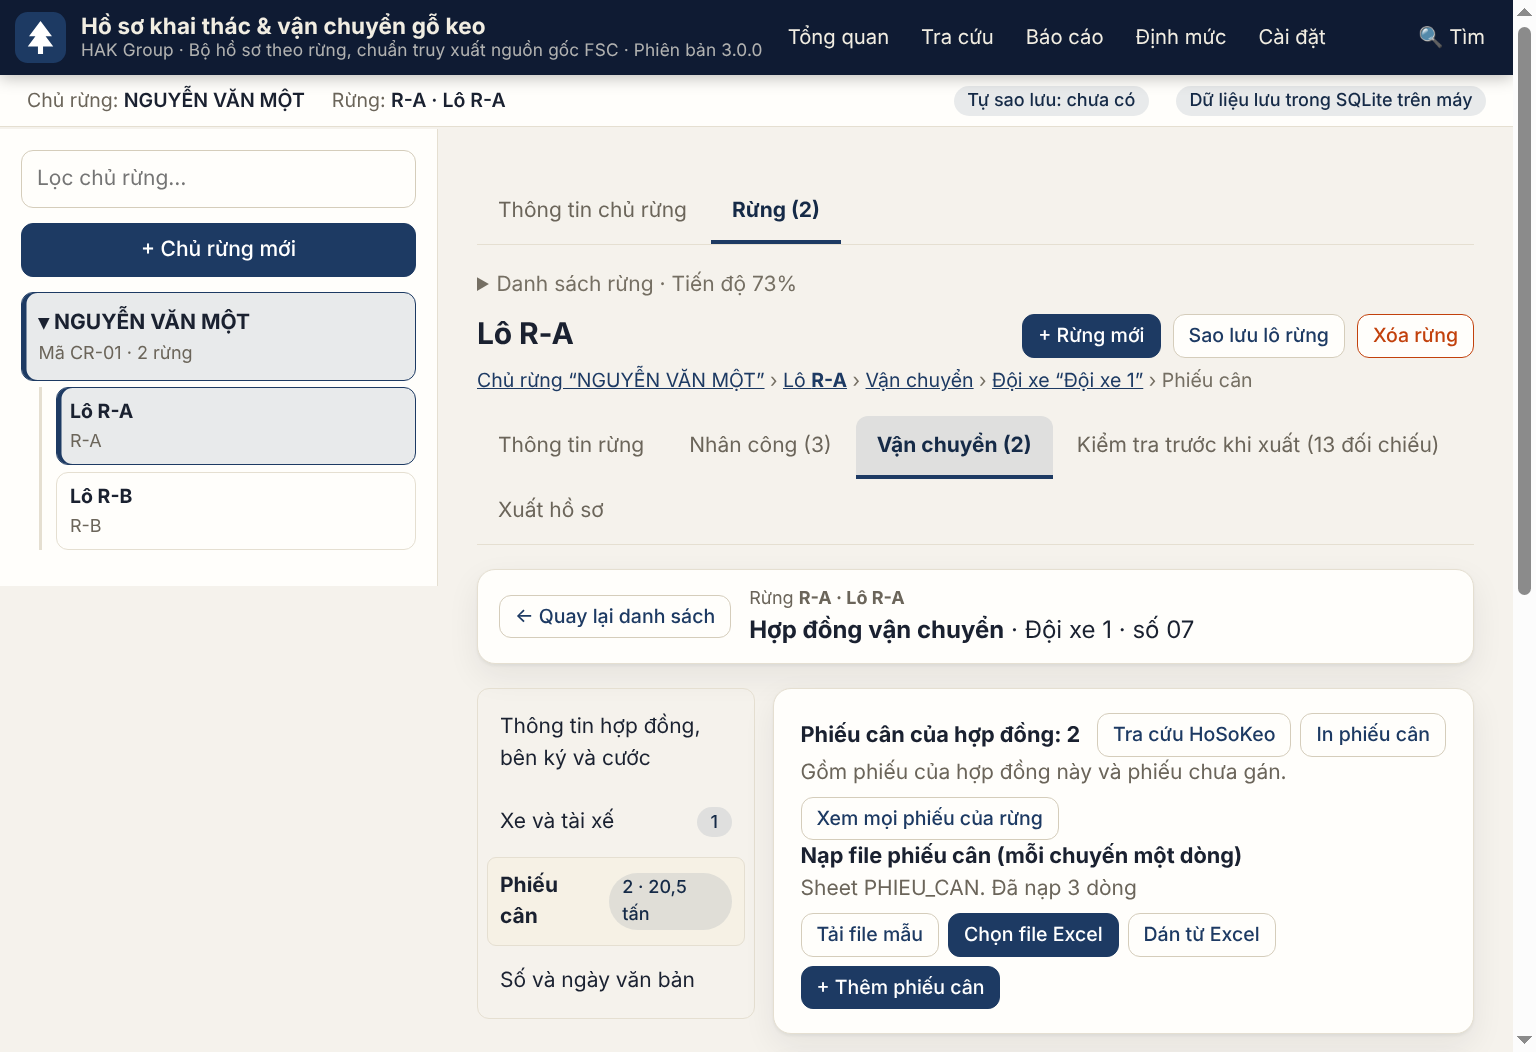 Hồ sơ khai thác & vận chuyển gỗ keo
HAK Group · Bộ hồ sơ theo rừng, chuẩn truy xuất nguồn gốc FSC · Phiên bản 3.0.0
Tổng quan
Tra cứu
Báo cáo
Định mức
Cài đặt
🔍 Tìm
Chủ rừng: NGUYỄN VĂN MỘT
Rừng: R-A · Lô R-A
Tự sao lưu: chưa có
Dữ liệu lưu trong SQLite trên máy
Lọc chủ rừng...
+ Chủ rừng mới
▾ NGUYỄN VĂN MỘT
Mã CR-01 · 2 rừng
Lô R-A
R-A
Lô R-B
R-B
Thông tin chủ rừng
Rừng (2)
▶ Danh sách rừng · Tiến độ 73%
Lô R-A
+ Rừng mới
Sao lưu lô rừng
Xóa rừng
Chủ rừng “NGUYỄN VĂN MỘT” › Lô R-A › Vận chuyển › Đội xe “Đội xe 1” › Phiếu cân
Thông tin rừng
Nhân công (3)
Vận chuyển (2)
Kiểm tra trước khi xuất (13 đối chiếu)
Xuất hồ sơ
← Quay lại danh sách
Rừng R-A · Lô R-A
Hợp đồng vận chuyển · Đội xe 1 · số 07
Thông tin hợp đồng,
bên ký và cước
Xe và tài xế
1
Phiếu
cân
2 · 20,5
tấn
Số và ngày văn bản
Phiếu cân của hợp đồng: 2
Tra cứu HoSoKeo
In phiếu cân
Gồm phiếu của hợp đồng này và phiếu chưa gán.
Xem mọi phiếu của rừng
Nạp file phiếu cân (mỗi chuyến một dòng)
Sheet PHIEU_CAN. Đã nạp 3 dòng
Tải file mẫu
Chọn file Excel
Dán từ Excel
+ Thêm phiếu cân